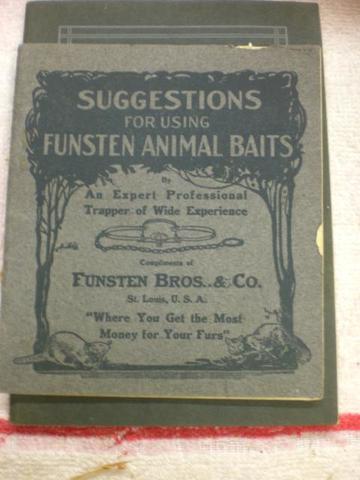 SUGGESTIONS
FOR USING
FUNSTEN ANIMAL BAITS
By
An Expert Professional
Trapper of Wide Experience
Compliments of
FUNSTEN BROS. & CO.
St. Louis, U. S. A.
"Where You Get the Most
Money for Your Furs"